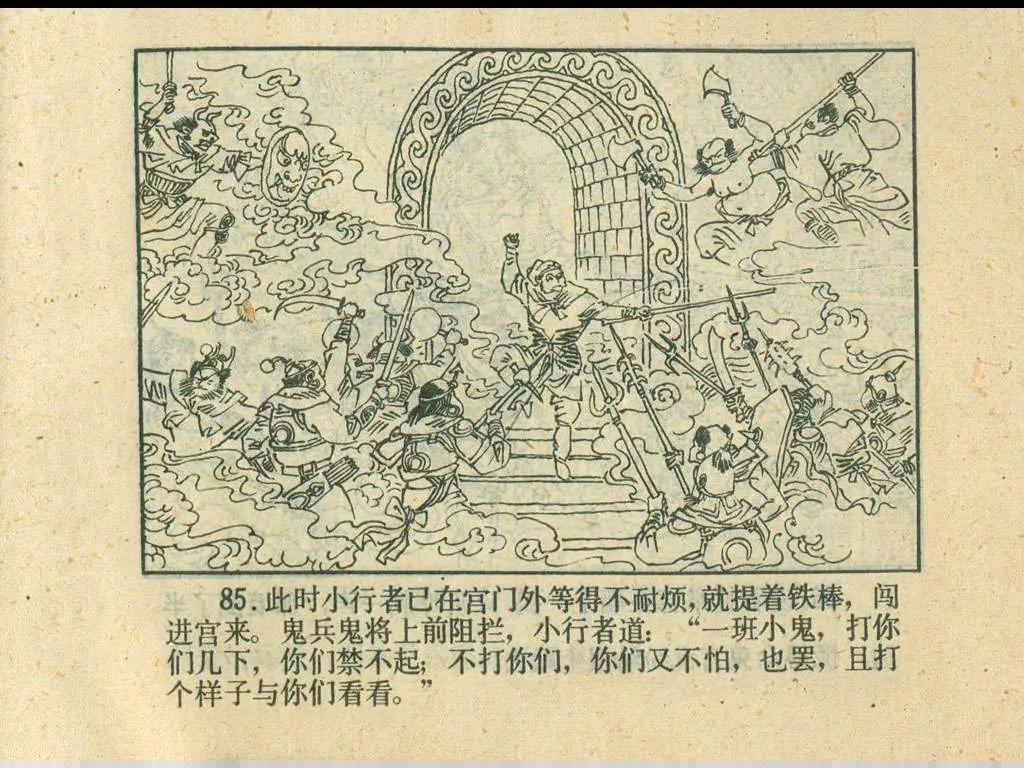 85.此时小行者已在宫门外等得不耐烦,就提着铁棒，闯
进宫来。鬼兵鬼将上前阻拦，小行者道：“一班小鬼，打你
们几下，你们禁不起；不打你们，你们又不怕，也罢，且打
个样子与你们看看。”